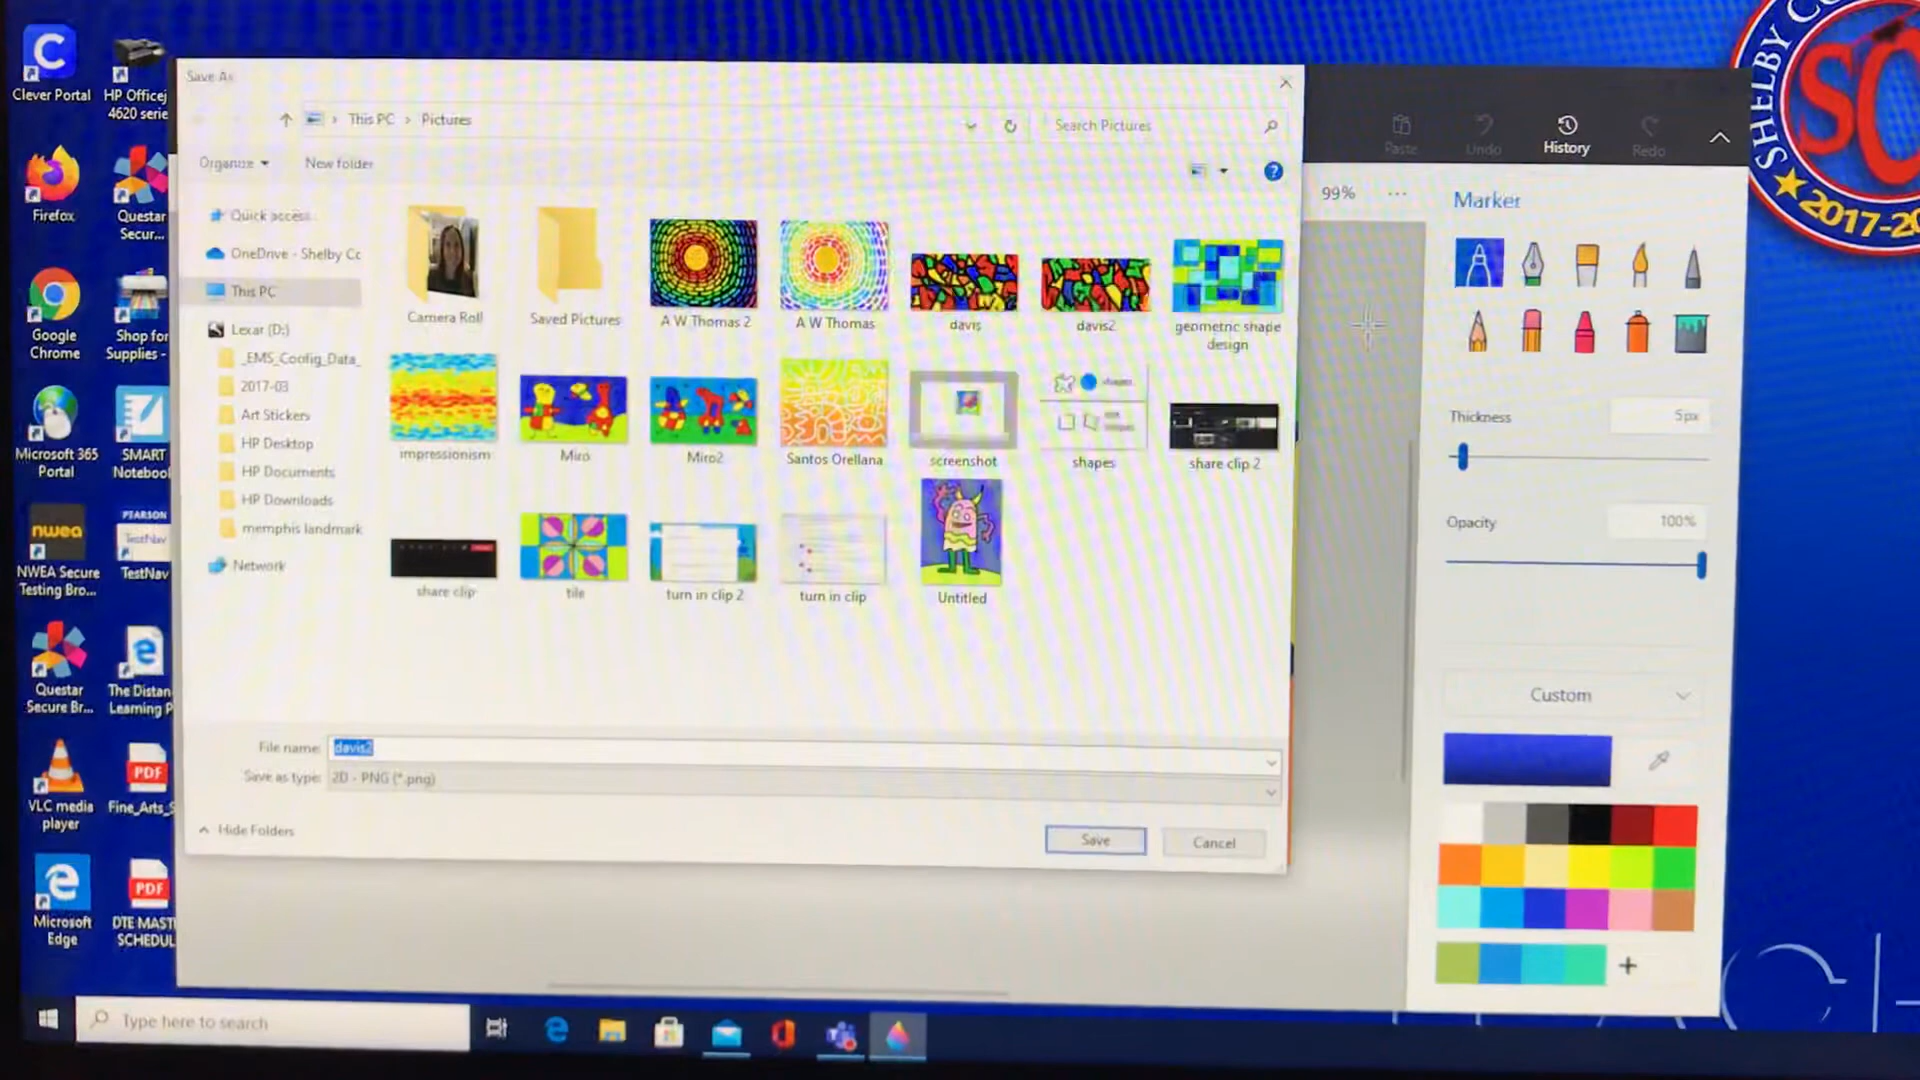 Clever Portal
HP Officej
4620 serie
Firefox
Questar
Secur...
Google
Chrome
Shop for
Supplies -
Microsoft 365
Portal
SMART
Notebook
nwea
NWEA Secure
Testing Bro...
PEARSON
TestNav
TestNav
Questar
Secure Br...
The Distan
Learning P
VLC media
player
PDF
Fine_Arts_S
Microsoft
Edge
PDF
DTE MAST
SCHEDUL
Save As
This PC > Pictures
Search Pictures
Organize
New folder
Quick access
OneDrive - Shelby Cc
This PC
Lexar (D:)
_EMS_Config_Data_
2017-03
Art Stickers
HP Desktop
HP Documents
HP Downloads
memphis landmark
Network
Camera Roll
Saved Pictures
A W Thomas 2
A W Thomas
davis
davis2
geometric shape
design
impressionism
Miro
Miro2
Santos Orellana
screenshot
shapes
share clip 2
share clip
tile
turn in clip 2
turn in clip
Untitled
File name: davis2
Save as type: 2D - PNG (*.png)
Hide Folders
Save
Cancel
Paste
Undo
History
Redo
99%
...
Marker
Thickness
5px
Opacity
100%
Custom
+
SHELBY CO
SC
2017-20
Type here to search